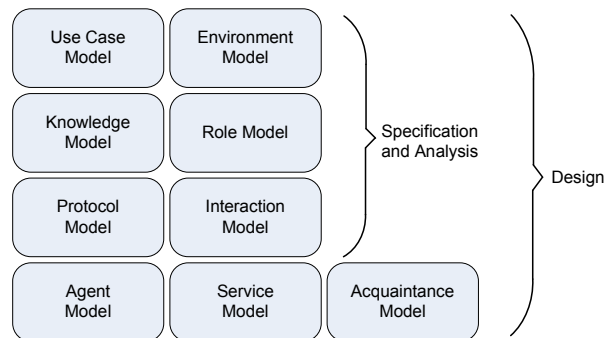 Use Case
Model
Environment
Model
Knowledge
Model
Role Model
Specification
and Analysis
Protocol
Model
Interaction
Model
Design
Agent
Model
Service
Model
Acquaintance
Model